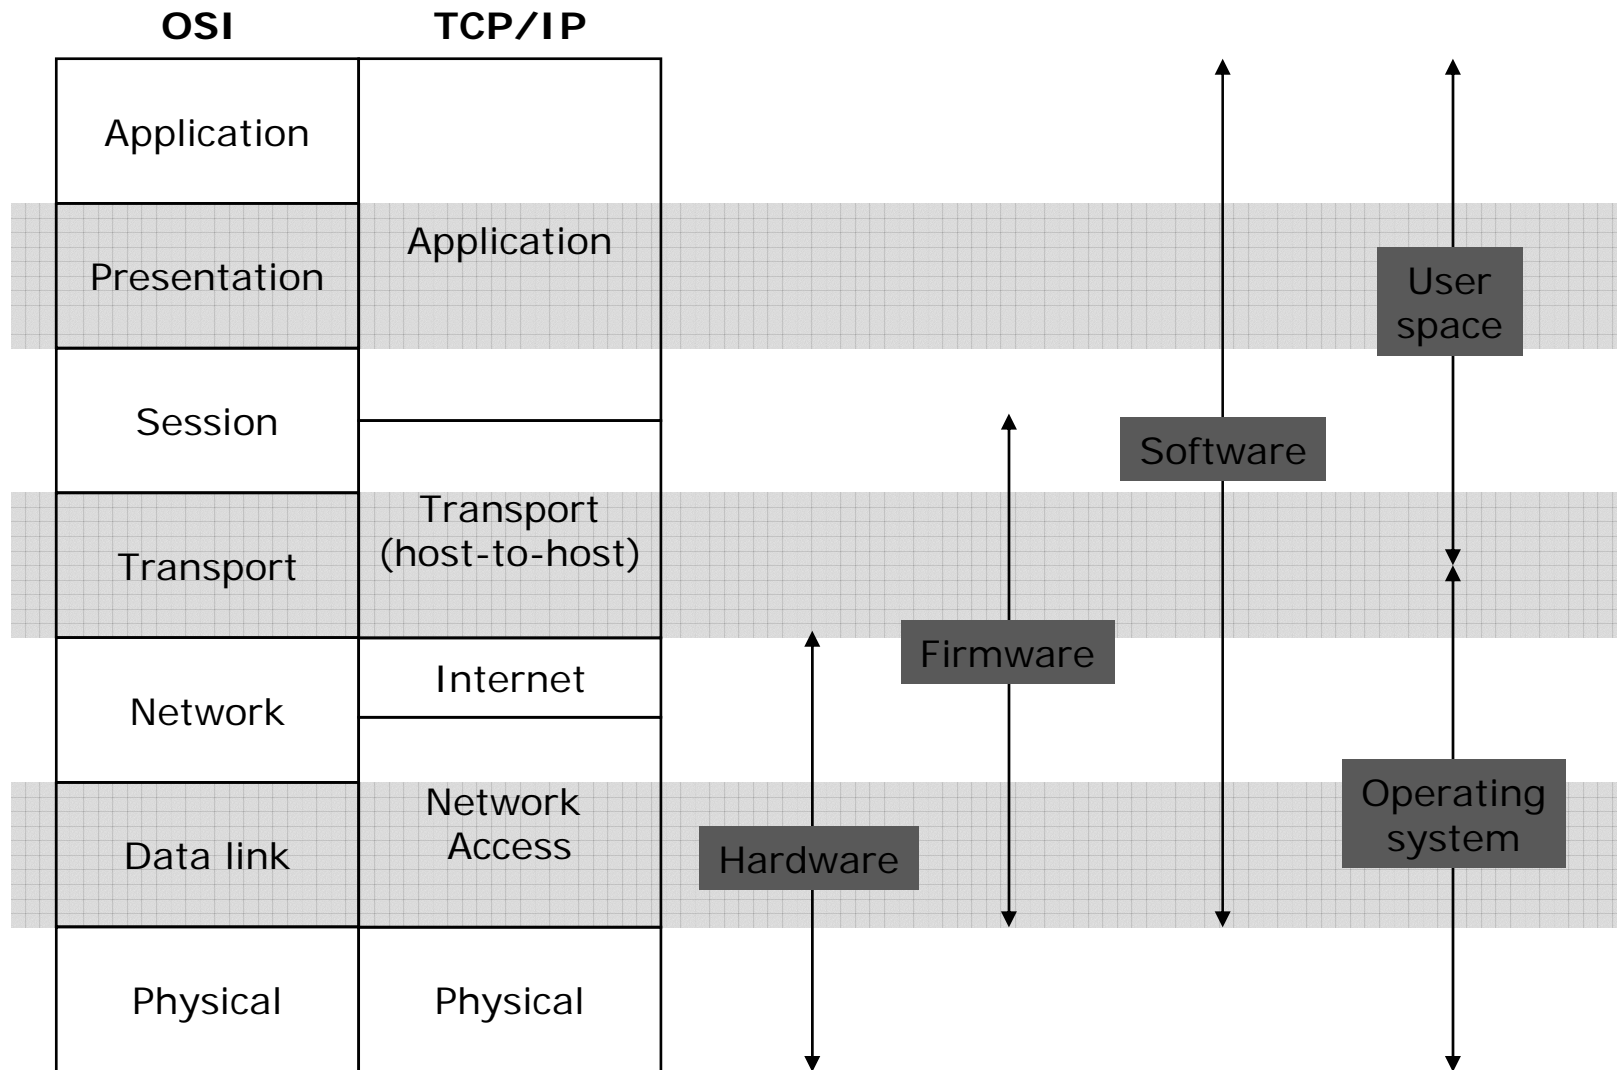 OSI
TCP/IP
Application
Presentation
Session
Transport
Network
Data link
Physical
Application
Transport
(host-to-host)
Internet
Network
Access
Physical
Hardware
Firmware
Software
User
space
Operating
system